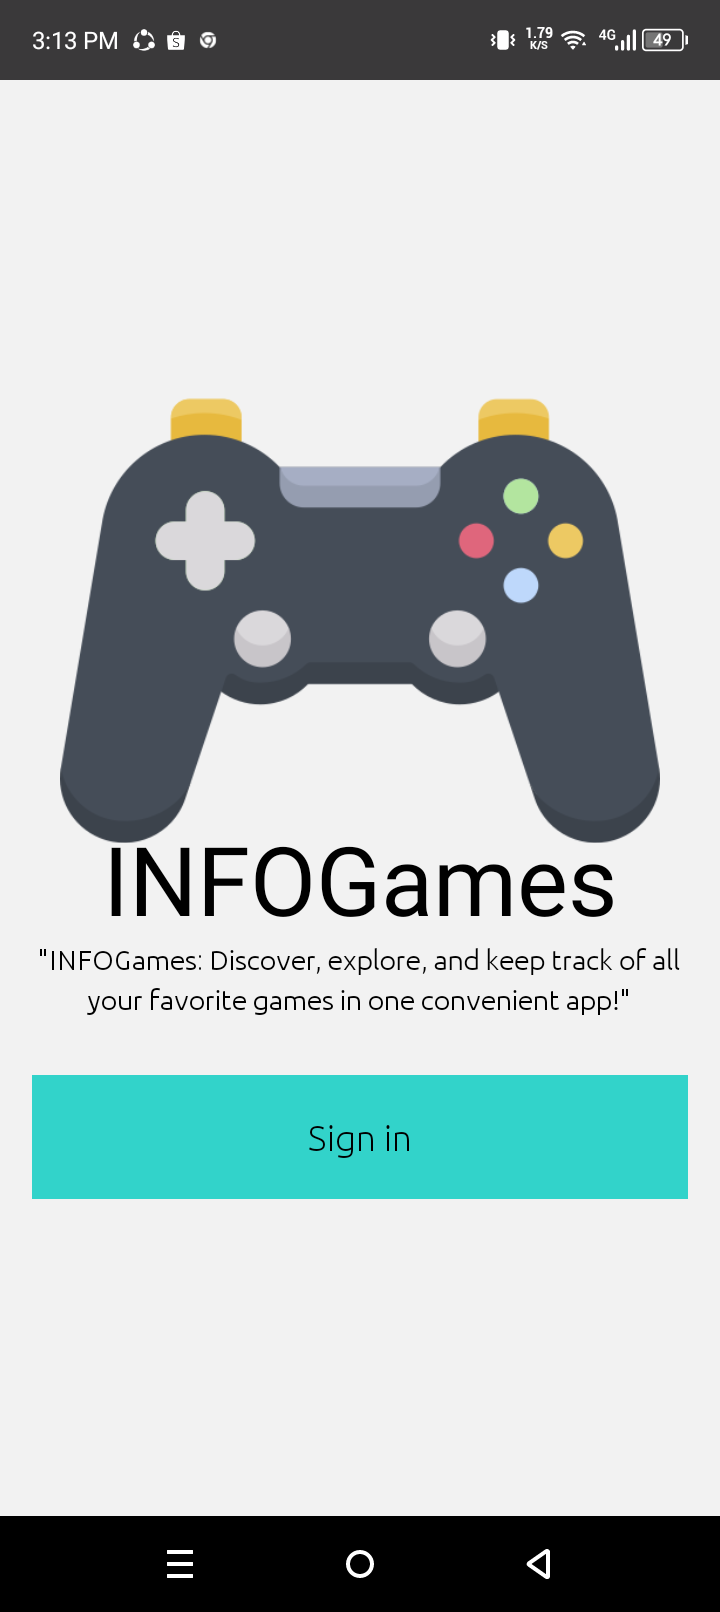 3:13 PM
1.79
K/S
4G
49
S
INFOGames
"INFOGames: Discover, explore, and keep track of all
your favorite games in one convenient app!"
Sign in